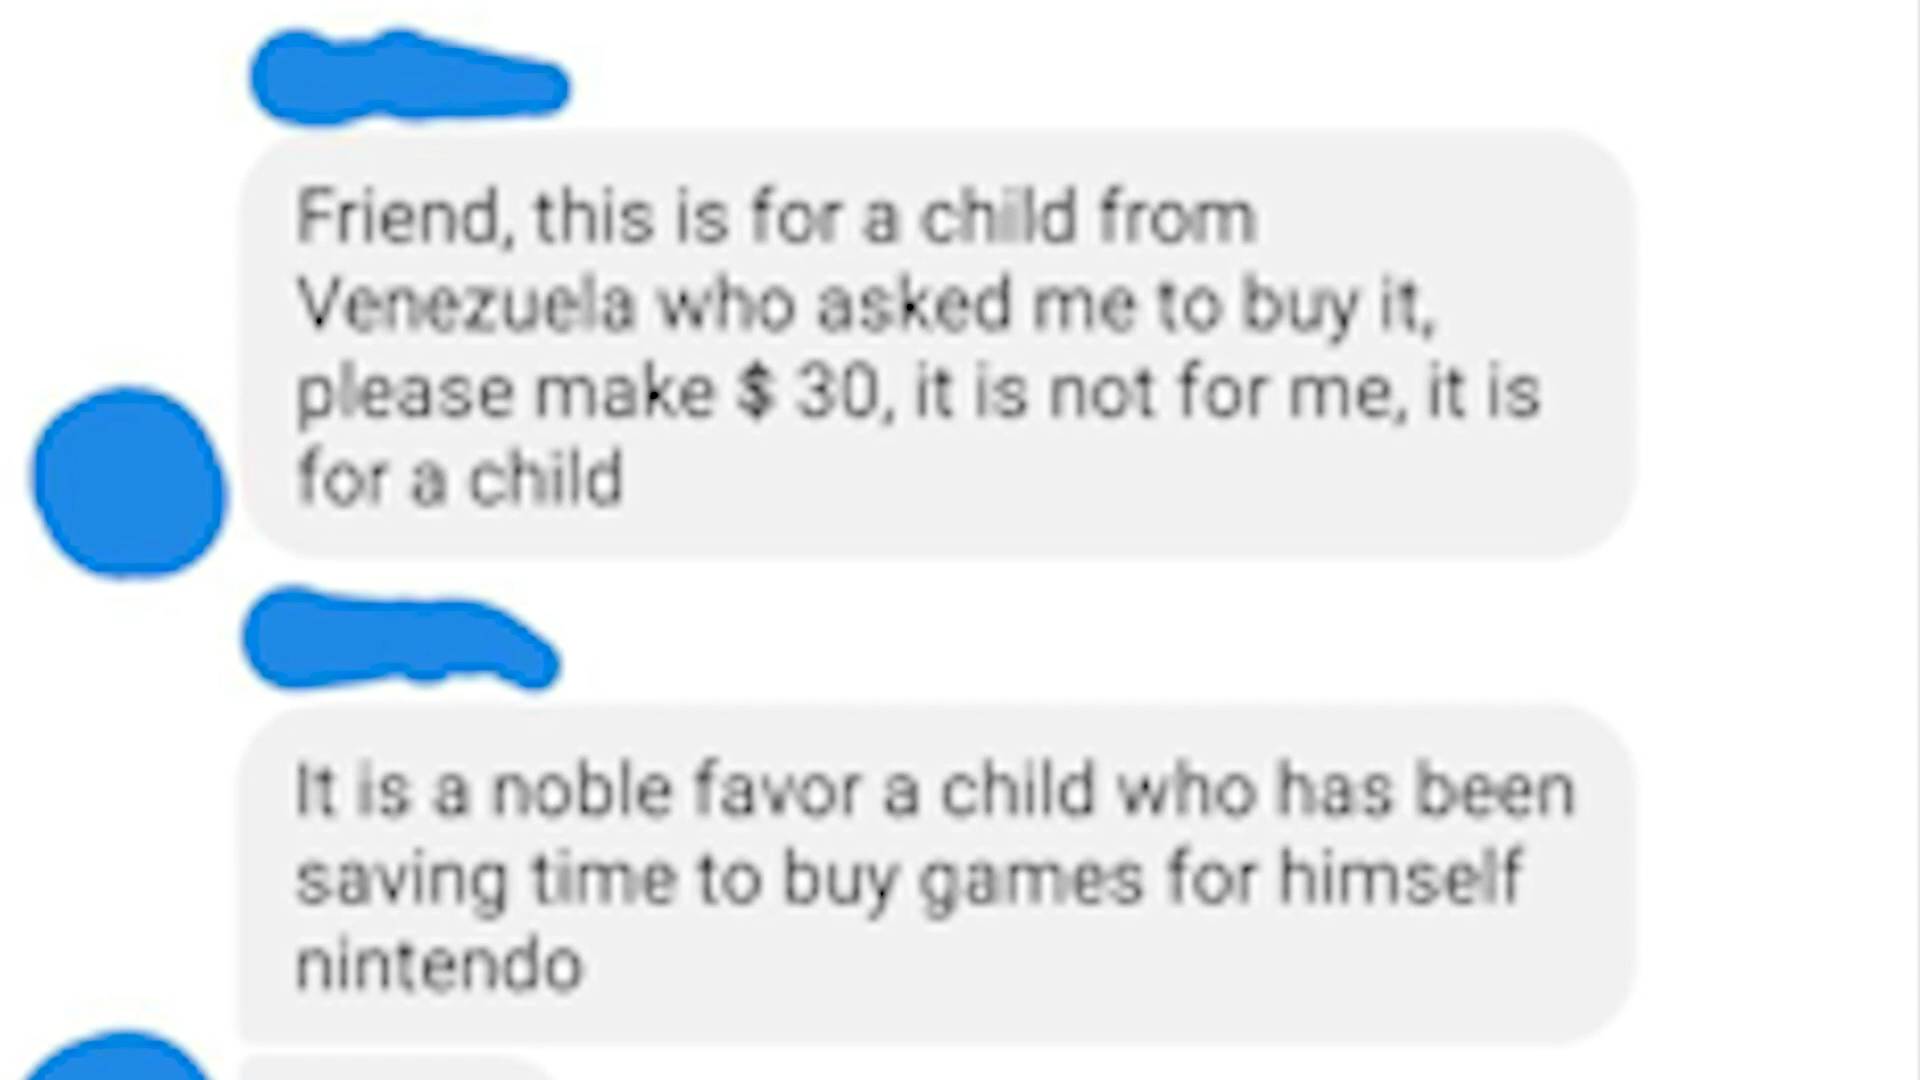 Friend, this is for a child from
Venezuela who asked me to buy it,
please make $ 30, it is not for me, it is
for a child
It is a noble favor a child who has been
saving time to buy games for himself
nintendo